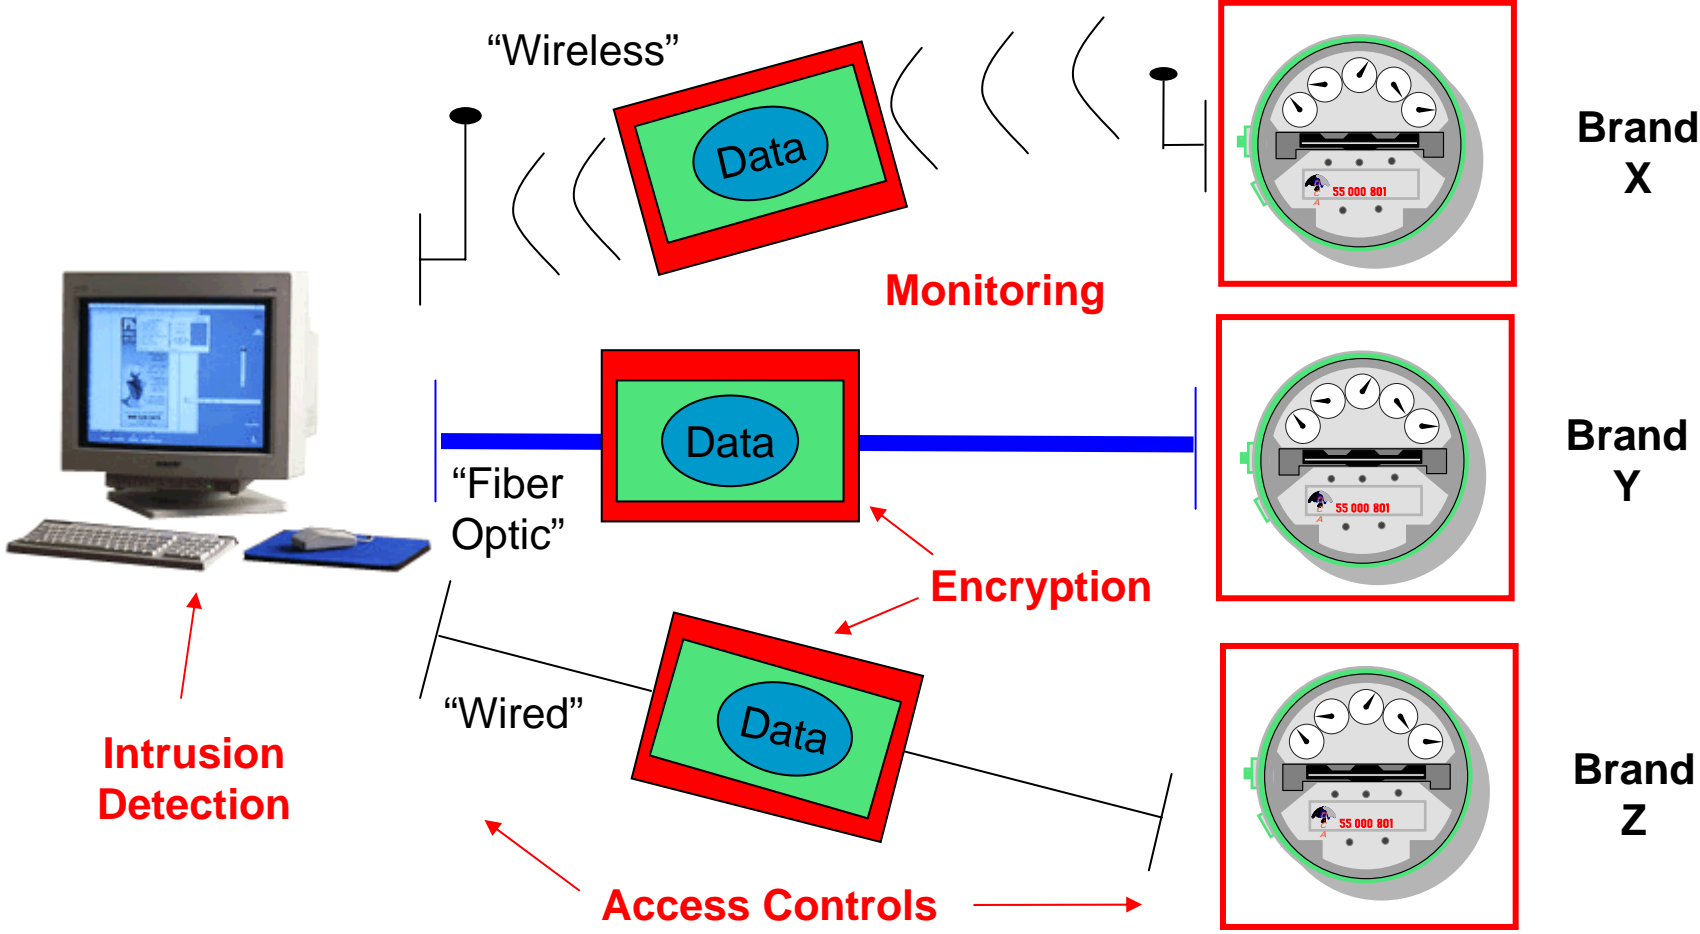 “Wireless”
Data
Brand
X
55 000 801
C
A
Monitoring
Data
“Fiber
Optic”
Brand
Y
55 000 801
C
A
Encryption
“Wired”
Data
Intrusion
Detection
Brand
Z
55 000 801
C
A
Access Controls